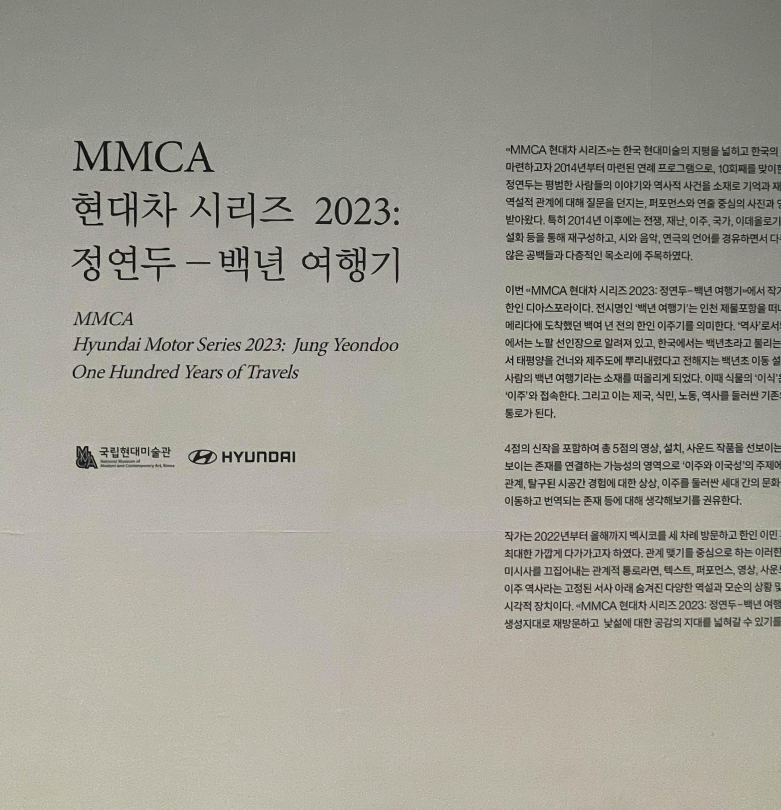 MMCA
현대차 시리즈 2023:
정연두 – 백년 여행기
MMCA
Hyundai Motor Series 2023: Jung Yeondoo
One Hundred Years of Travels
MMCA 국립현대미술관
National Museum of
Modern and Contemporary Art, Korea
HYUNDAI
«MMCA 현대차 시리즈»는 한국 현대미술의 지평을 넓히고 한국의
마련하고자 2014년부터 마련된 연례 프로그램으로, 10회째를 맞이한
정연두는 평범한 사람들의 이야기와 역사적 사건을 소재로 기억과 재
역설적 관계에 대해 질문을 던지는, 퍼포먼스와 연출 중심의 사진과
받아왔다. 특히 2014년 이후에는 전쟁, 재난, 이주, 국가, 이데올로기
설화 등을 통해 재구성하고, 시와 음악, 연극의 언어를 경유하면서 다
않은 공백들과 다층적인 목소리에 주목하였다.
이번 «MMCA 현대차 시리즈 2023: 정연두–백년 여행기»에서 작가
한인 디아스포라이다. 전시명인 ‘백년 여행기’는 인천 제물포항을 떠나
메리다에 도착했던 백여 년 전의 한인 이주기를 의미한다. ‘역사’로서의
에서는 노팔 선인장으로 알려져 있고, 한국에서는 백년초라고 불리는
서 태평양을 건너와 제주도에 뿌리내렸다고 전해지는 백년초 이동 설
사람의 백년 여행기라는 소재를 떠올리게 되었다. 이때 식물의 ‘이식’은
‘이주’와 접속한다. 그리고 이는 제국, 식민, 노동, 역사를 둘러싼 기존의
통로가 된다.
4점의 신작을 포함하여 총 5점의 영상, 설치, 사운드 작품을 선보이는
보이는 존재를 연결하는 가능성의 영역으로 ‘이주와 이국성’의 주제에
관계, 탈구된 시공간 경험에 대한 상상, 이주를 둘러싼 세대 간의 문화
이동하고 번역되는 존재 등에 대해 생각해보기를 권유한다.
작가는 2022년부터 올해까지 멕시코를 세 차례 방문하고 한인 이민
최대한 가깝게 다가가고자 하였다. 관계 맺기를 중심으로 하는 이러한
미시사를 끄집어내는 관계적 통로라면, 텍스트, 퍼포먼스, 영상, 사운드
이주 역사라는 고정된 서사 아래 숨겨진 다양한 역설과 모순의 상황 및
시각적 장치이다. «MMCA 현대차 시리즈 2023: 정연두–백년 여행
생성지대로 재방문하고 낯섦에 대한 공감의 지대를 넓혀갈 수 있기를